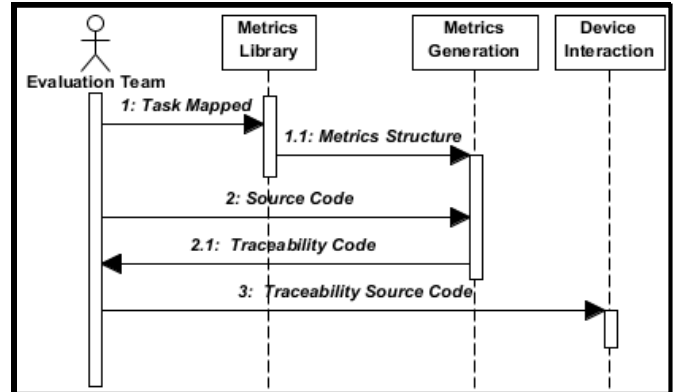 Metrics
Library
Metrics
Generation
Device
Interaction
Evaluation Team
1: Task Mapped
1.1: Metrics Structure
2: Source Code
2.1: Traceability Code
3: Traceability Source Code